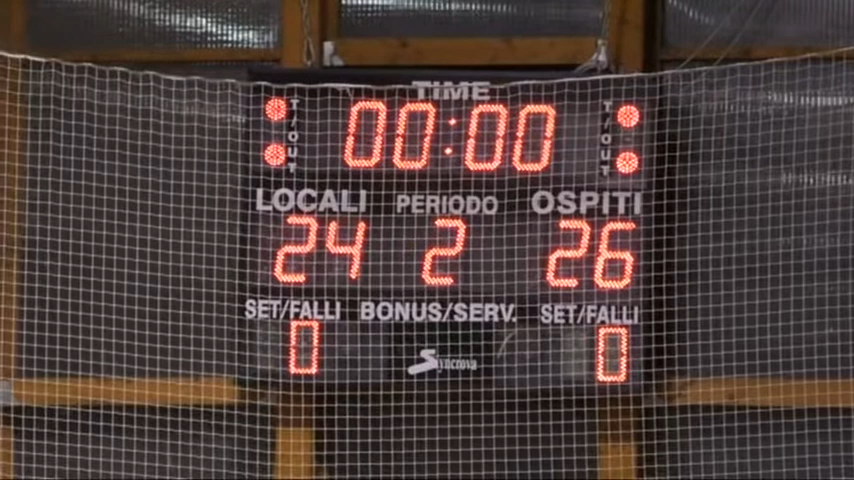 TIME
T/OUT 00:00 T/OUT
LOCALI PERIODO OSPITI
24 2 26
SET/FALLI BONUS/SERV. SET/FALLI
0 0
Syncrova